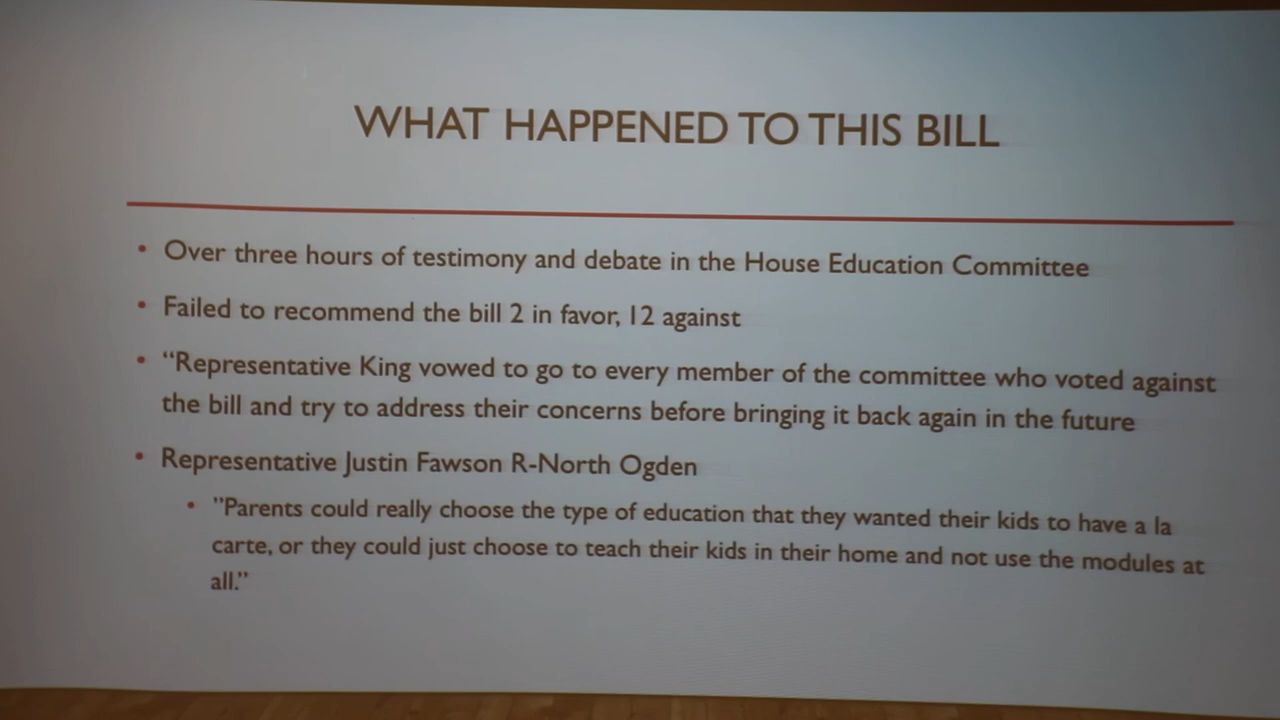 WHAT HAPPENED TO THIS BILL
• Over three hours of testimony and debate in the House Education Committee
• Failed to recommend the bill 2 in favor, 12 against
• “Representative King vowed to go to every member of the committee who voted against
the bill and try to address their concerns before bringing it back again in the future
• Representative Justin Fawson R-North Ogden
• ”Parents could really choose the type of education that they wanted their kids to have a la
carte, or they could just choose to teach their kids in their home and not use the modules at
all.”